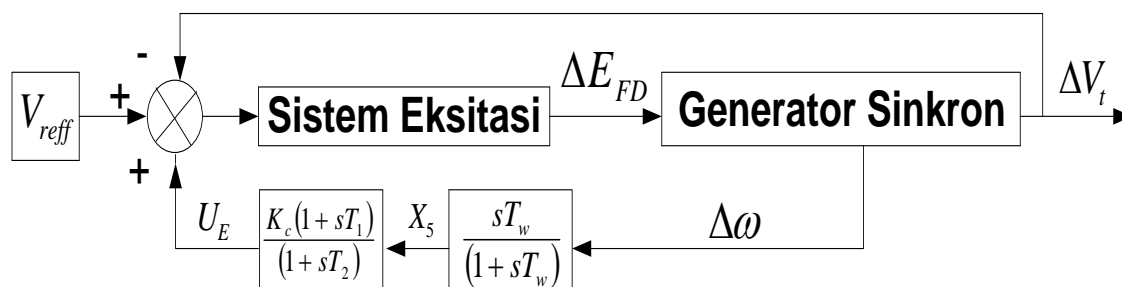 -
V_reff
+
+
Sistem Eksitasi
ΔE_FD
Generator Sinkron
ΔV_t
U_E
K_c(1+sT_1)
(1+sT_2)
X_5
sT_w
(1+sT_w)
Δω